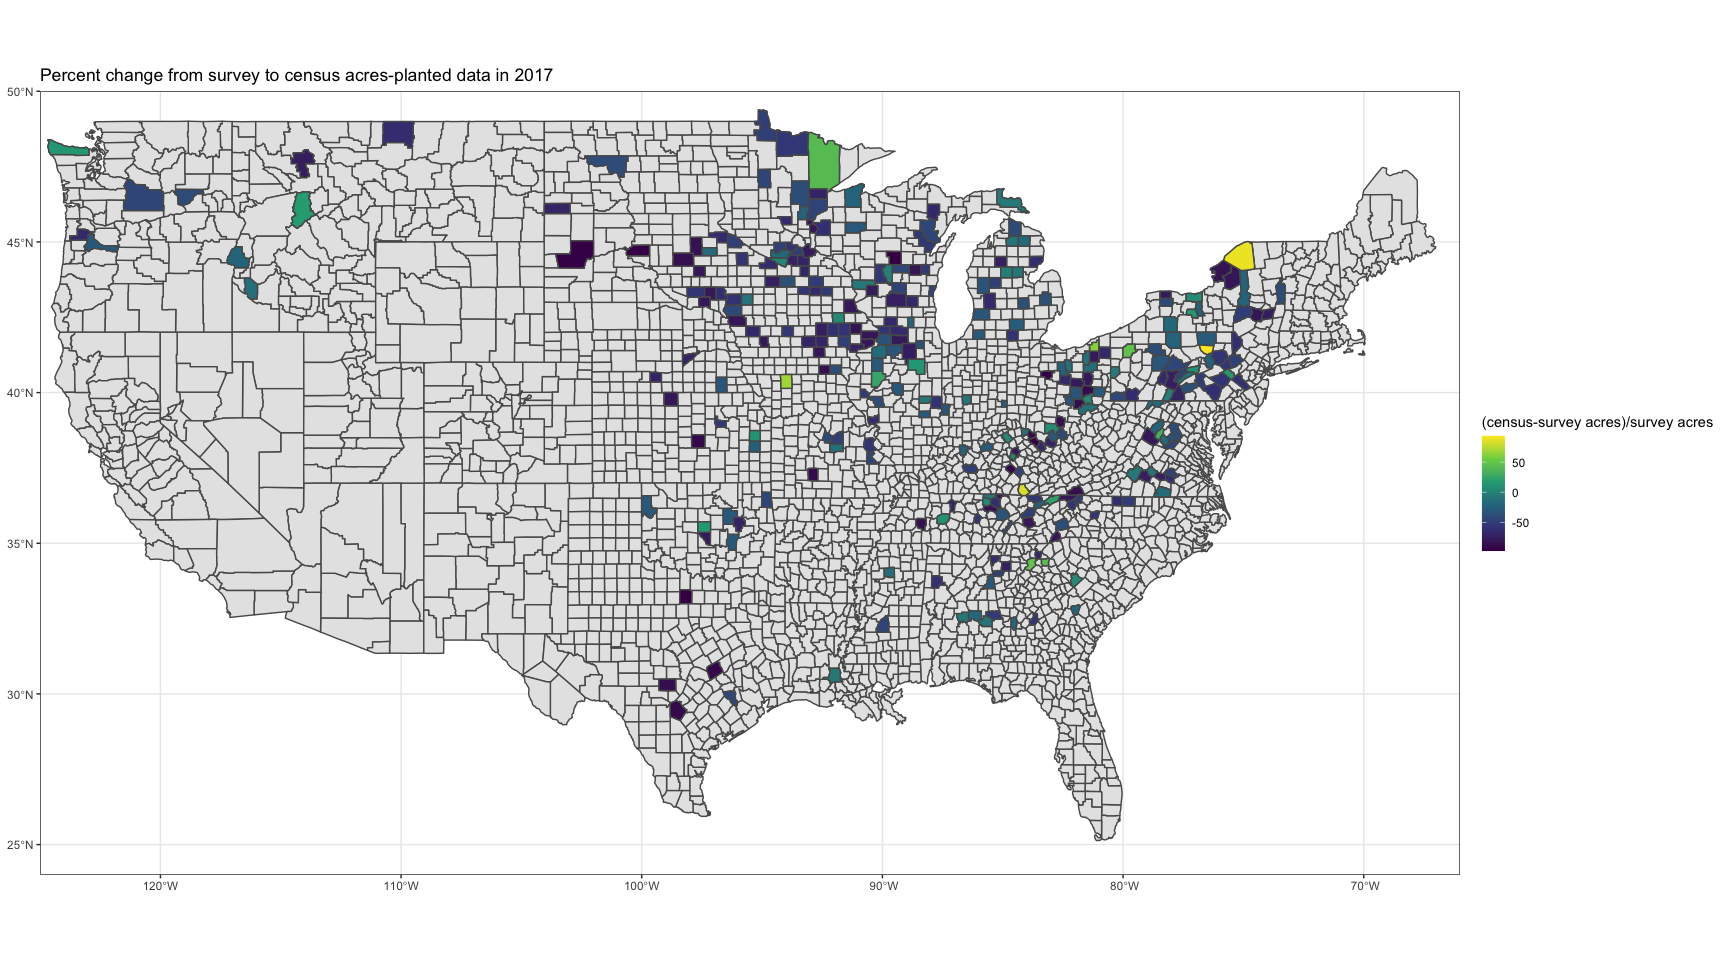 Percent change from survey to census acres-planted data in 2017
50°N
45°N
40°N
35°N
30°N
25°N
120°W
110°W
100°W
90°W
80°W
70°W
(census-survey acres)/survey acres
50
0
-50